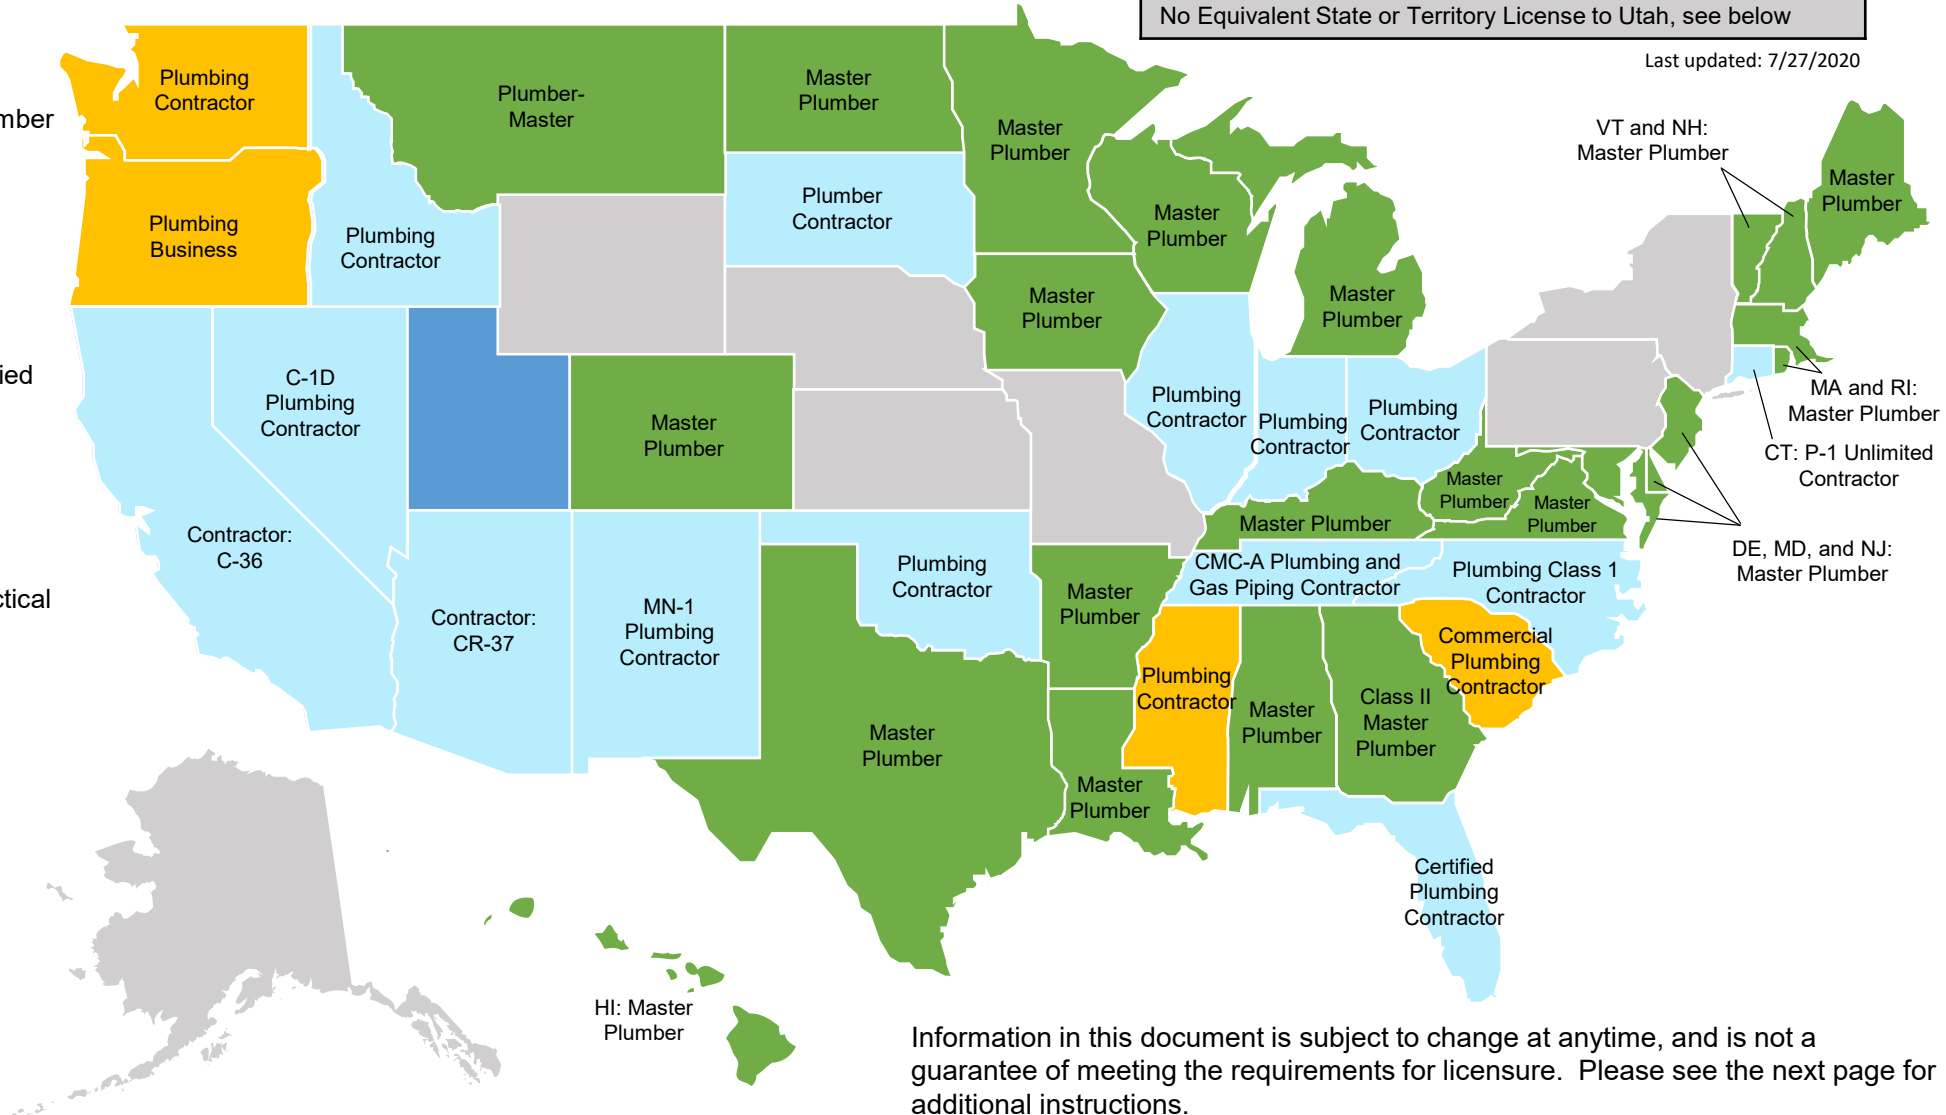 No Equivalent State or Territory License to Utah, see below
Last updated: 7/27/2020
mber
ied
ctical
Plumbing
Contractor
Plumbing
Business
Plumbing
Contractor
Plumber-
Master
Master
Plumber
Plumber
Contractor
Master
Plumber
Master
Plumber
Master
Plumber
Master
Plumber
VT and NH:
Master Plumber
Master
Plumber
MA and RI:
Master Plumber
CT: P-1 Unlimited
Contractor
DE, MD, and NJ:
Master Plumber
C-1D
Plumbing
Contractor
Master
Plumber
Plumbing
Contractor
Plumbing
Contractor
Plumbing
Contractor
Master
Plumber
Master
Plumber
Master Plumber
Contractor:
C-36
Contractor:
CR-37
MN-1
Plumbing
Contractor
Plumbing
Contractor
Master
Plumber
CMC-A Plumbing and
Gas Piping Contractor
Plumbing Class 1
Contractor
Commercial
Plumbing
Contractor
Plumbing
Contractor
Master
Plumber
Class II
Master
Plumber
Master
Plumber
Master
Plumber
Certified
Plumbing
Contractor
HI: Master
Plumber
Information in this document is subject to change at anytime, and is not a
guarantee of meeting the requirements for licensure.  Please see the next page for
additional instructions.